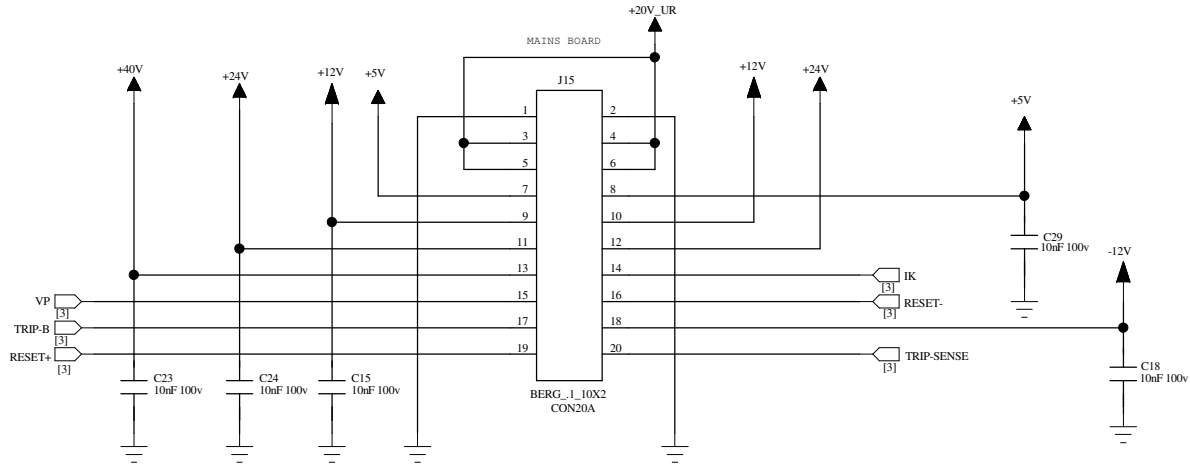 +20V_UR
MAINS BOARD
+40V
+24V
+12V
+5V
J15
+12V
+24V
+5V
1
2
3
4
5
6
7
8
9
10
11
12
13
14
15
16
17
18
19
20
C29
10nF 100v
-12V
IK
[3]
VP
[3]
RESET-
[3]
TRIP-B
[3]
RESET+
[3]
TRIP-SENSE
[3]
C23
10nF 100v
C24
10nF 100v
C15
10nF 100v
C18
10nF 100v
BERG_.1_10X2
CON20A